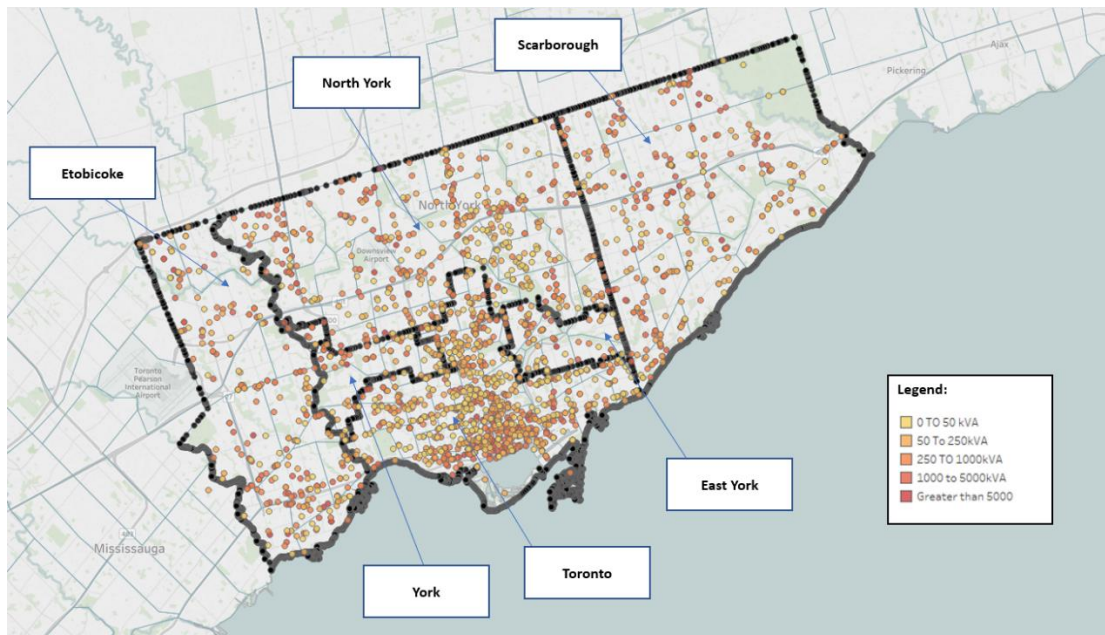 Scarborough
Ajax
Pickering
North York
Etobicoke
North York
Downsview
Airport
Toronto
Pearson
International
Airport
Legend:
0 TO 50 kVA
50 To 250kVA
250 TO 1000kVA
1000 to 5000kVA
Greater than 5000
East York
Mississauga
Toronto
York